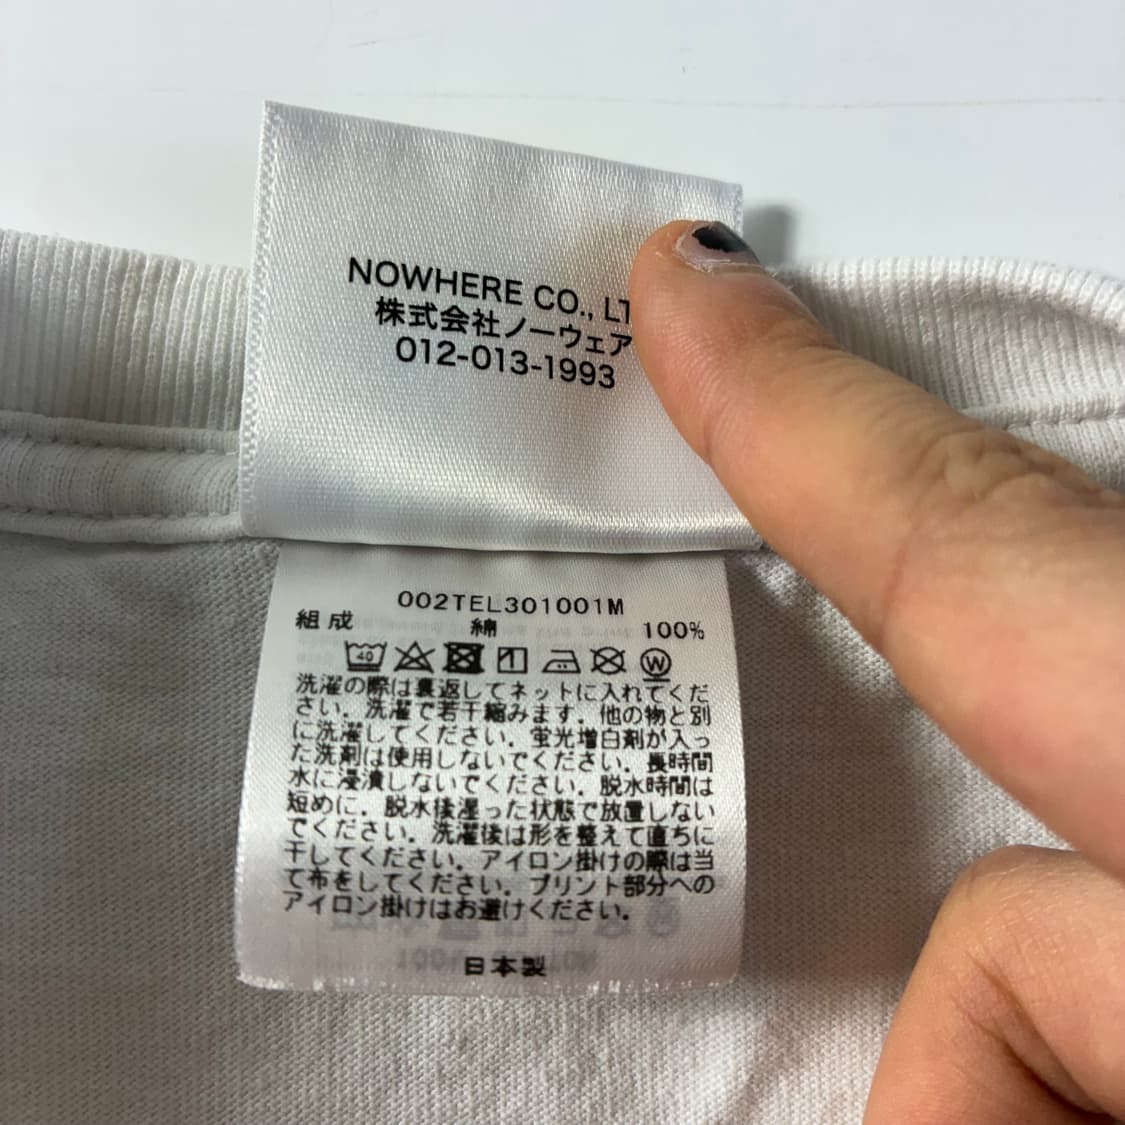 NOWHERE CO., LT
株式会社ノーウェア
012-013-1993
002TEL301001M
組成 綿 100%
40 W
洗濯の際は裏返してネットに入れてくだ
さい。洗濯で若干縮みます。他の物と別
に洗濯してください。蛍光増白剤が入っ
た洗剤は使用しないでください。長時間
水に浸漬しないでください。脱水時間は
短めに。脱水後湿った状態で放置しない
でください。洗濯後は形を整えて直ちに
干してください。アイロン掛けの際は当
て布をしてください。プリント部分への
アイロン掛けはお避けください。
日本製